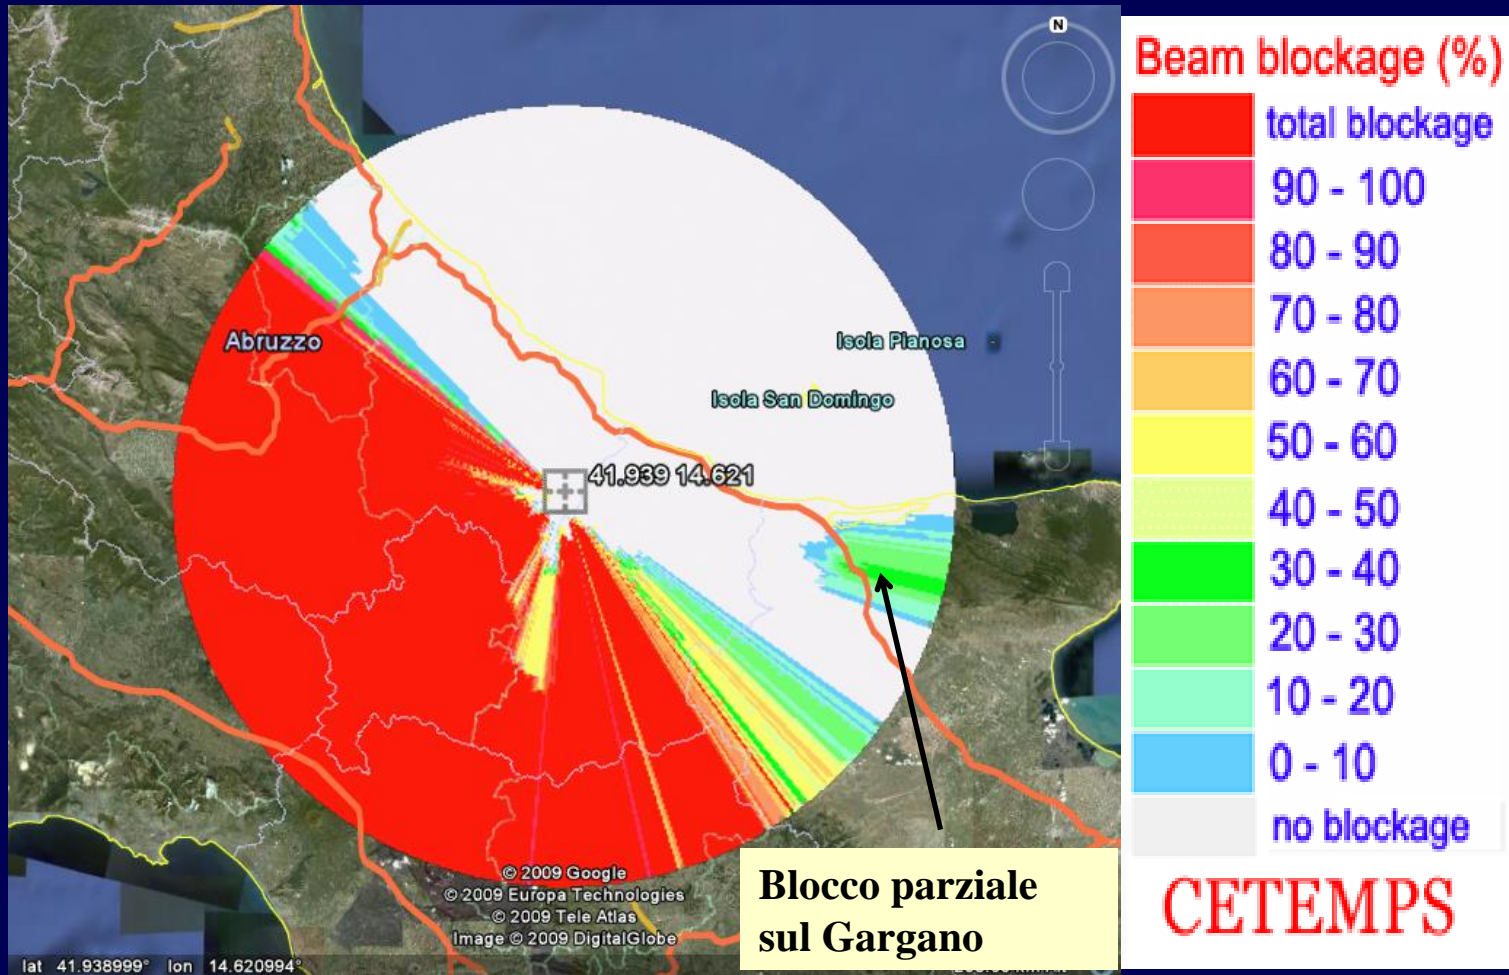 N
Abruzzo
Isola Pianosa
Isola San Domingo
41.939 14.621
© 2009 Google
© 2009 Europa Technologies
© 2009 Tele Atlas
Image © 2009 DigitalGlobe
lat 41.938999° lon 14.620994°
Blocco parziale
sul Gargano
Beam blockage (%)
total blockage
90 - 100
80 - 90
70 - 80
60 - 70
50 - 60
40 - 50
30 - 40
20 - 30
10 - 20
0 - 10
no blockage
CETEMPS